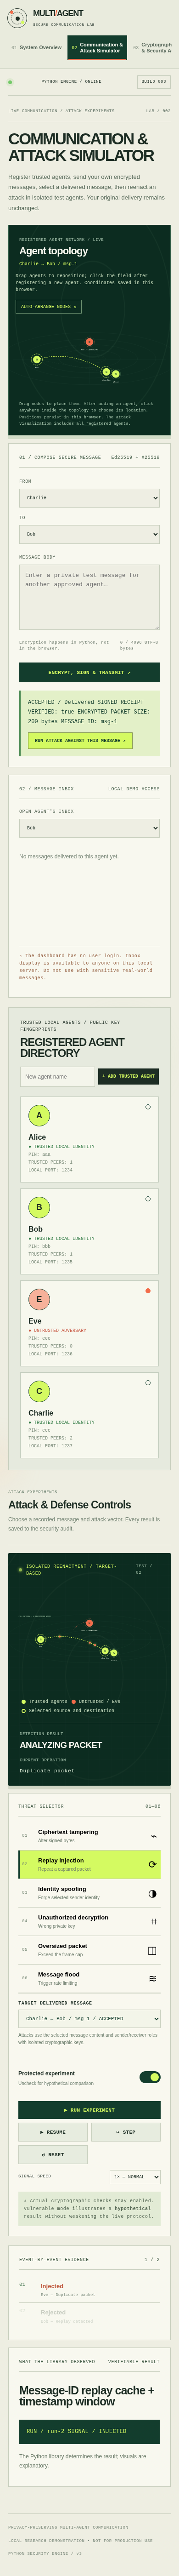 MULTI/AGENT
SECURE COMMUNICATION LAB
01 System Overview
02 Communication &
Attack Simulator
03 Cryptograph
& Security A
PYTHON ENGINE / ONLINE
BUILD R02
LIVE COMMUNICATION / ATTACK EXPERIMENTS
LAB / R02
COMMUNICATION &
ATTACK SIMULATOR
Register trusted agents, send your own encrypted
messages, select a delivered message, then reenact
attacks in isolated test agents. Your original delivery remains
unchanged.
REGISTERED AGENT NETWORK / LIVE
Agent topology
Charlie → Bob / msg-1
Drag agents to reposition; click the field after
registering a new agent. Coordinates saved in this
browser.
AUTO-ARRANGE NODES ↻
Drag nodes to place them. After adding an agent, click
anywhere inside the topology to choose its location.
Positions persist in this browser. The attack
visualization includes all registered agents.
01 / COMPOSE SECURE MESSAGE
ED25519 + X25519
FROM
Charlie
TO
Bob
MESSAGE BODY
Enter a private test message for
another approved agent…
Encryption happens in Python, not
in the browser.
0 / 4096 UTF-8
bytes
ENCRYPT, SIGN & TRANSMIT ↗
ACCEPTED / Delivered SIGNED RECEIPT
VERIFIED: true ENCRYPTED PACKET SIZE:
200 bytes MESSAGE ID: msg-1
RUN ATTACK AGAINST THIS MESSAGE ↗
02 / MESSAGE INBOX
LOCAL DEMO ACCESS
OPEN AGENT'S INBOX
Bob
No messages delivered to this agent yet.
⚠ The dashboard has no user login. Inbox
display is available to anyone on this local
server. Do not use with sensitive real-world
messages.
TRUSTED LOCAL AGENTS / PUBLIC KEY
FINGERPRINTS
REGISTERED AGENT
DIRECTORY
New agent name
+ ADD TRUSTED AGENT
A
Alice
● TRUSTED LOCAL IDENTITY
PIN: aaa
TRUSTED PEERS: 2
LOCAL PORT: 1234
B
Bob
● TRUSTED LOCAL IDENTITY
PIN: bbb
TRUSTED PEERS: 1
LOCAL PORT: 1235
E
Eve
● UNTRUSTED ADVERSARY
PIN: eee
TRUSTED PEERS: 0
LOCAL PORT: 1236
C
Charlie
● TRUSTED LOCAL IDENTITY
PIN: ccc
TRUSTED PEERS: 2
LOCAL PORT: 1237
ATTACK EXPERIMENTS
Attack & Defense Controls
Choose a recorded message and attack vector. Every result is
saved to the security audit.
ISOLATED REENACTMENT / TARGET-
BASED
TEST /
R2
Trusted agents
Untrusted / Eve
Selected source and destination
DETECTION RESULT
ANALYZING PACKET
CURRENT OPERATION
Duplicate packet
THREAT SELECTOR
01—06
01
Ciphertext tampering
Alter signed bytes
02
Replay injection
Repeat a captured packet
03
Identity spoofing
Forge selected sender identity
04
Unauthorized decryption
Wrong private key
05
Oversized packet
Exceed the frame cap
06
Message flood
Trigger rate limiting
TARGET DELIVERED MESSAGE
Charlie → Bob / msg-1 / ACCEPTED
Attacks use the selected message content and sender/receiver roles
with isolated cryptographic keys.
Protected experiment
Uncheck for hypothetical comparison
▶ RUN EXPERIMENT
▶ RESUME
↦ STEP
↺ RESET
SIGNAL SPEED
1× — NORMAL
⚠ Actual cryptographic checks stay enabled.
Vulnerable mode illustrates a hypothetical
result without weakening the live protocol.
EVENT-BY-EVENT EVIDENCE
1 / 2
01
Injected
Eve — Duplicate packet
Rejected
WHAT THE LIBRARY OBSERVED
VERIFIABLE RESULT
Message-ID replay cache +
timestamp window
RUN / run-2 SIGNAL / INJECTED
The Python library determines the result; visuals are
explanatory.
PRIVACY-PRESERVING MULTI-AGENT COMMUNICATION
LOCAL RESEARCH DEMONSTRATION • NOT FOR PRODUCTION USE
PYTHON SECURITY ENGINE / v3